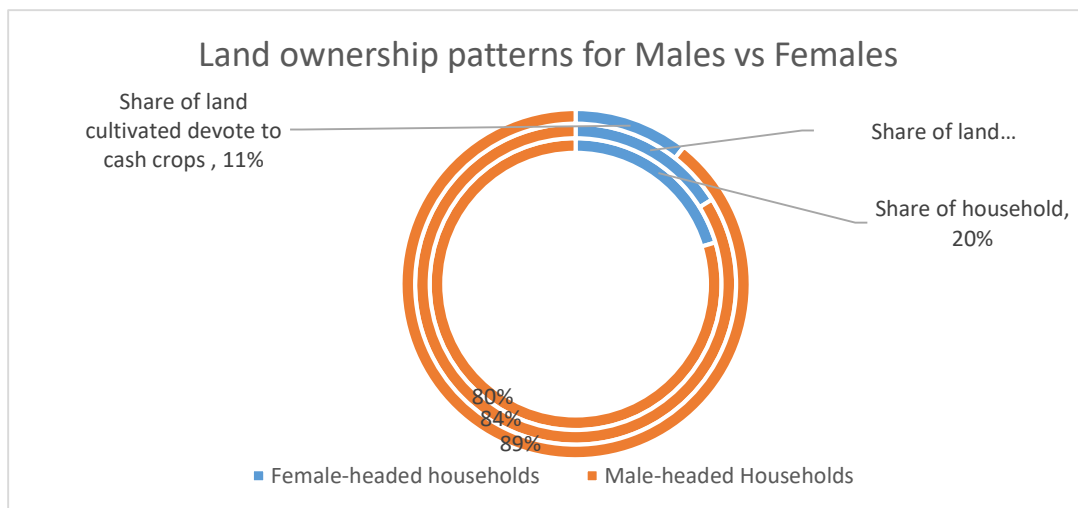 Land ownership patterns for Males vs Females
Share of land
cultivated devote to
cash crops , 11%
Share of land...
Share of household,
20%
80%
84%
89%
Female-headed households
Male-headed Households